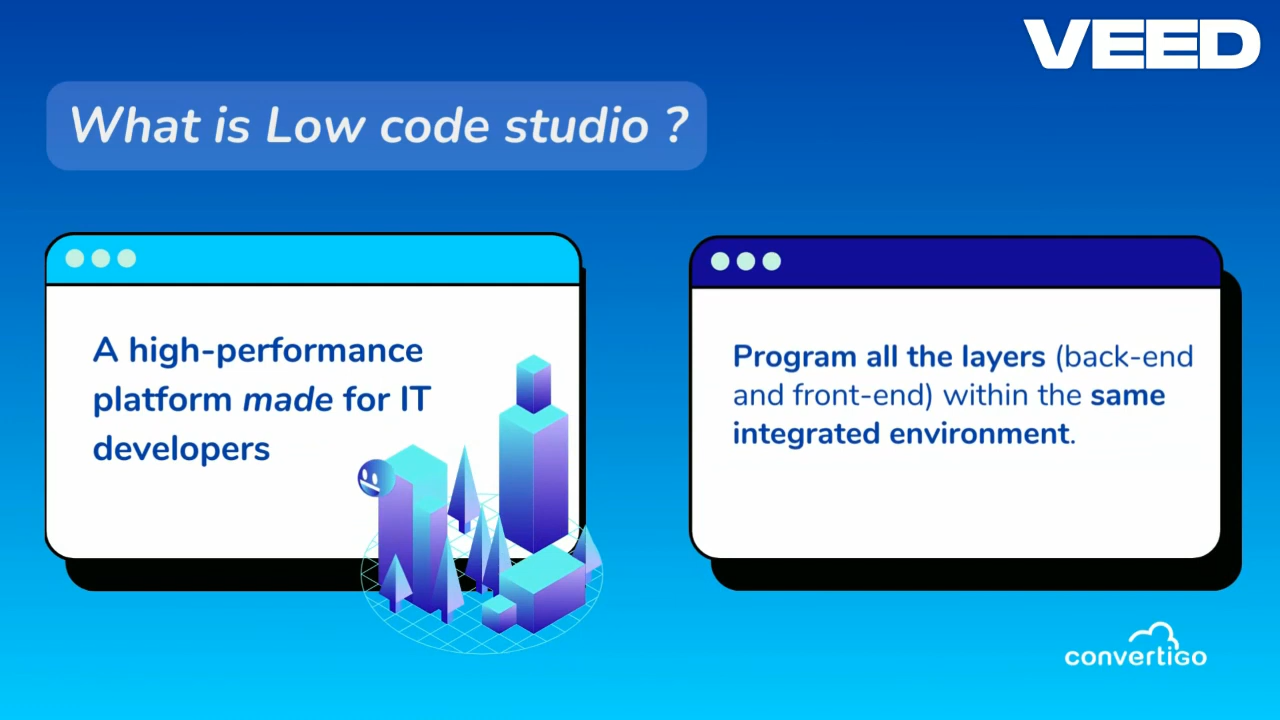 VEED
What is Low code studio ?
A high-performance
platform made for IT
developers
Program all the layers (back-end
and front-end) within the same
integrated environment.
convertigo